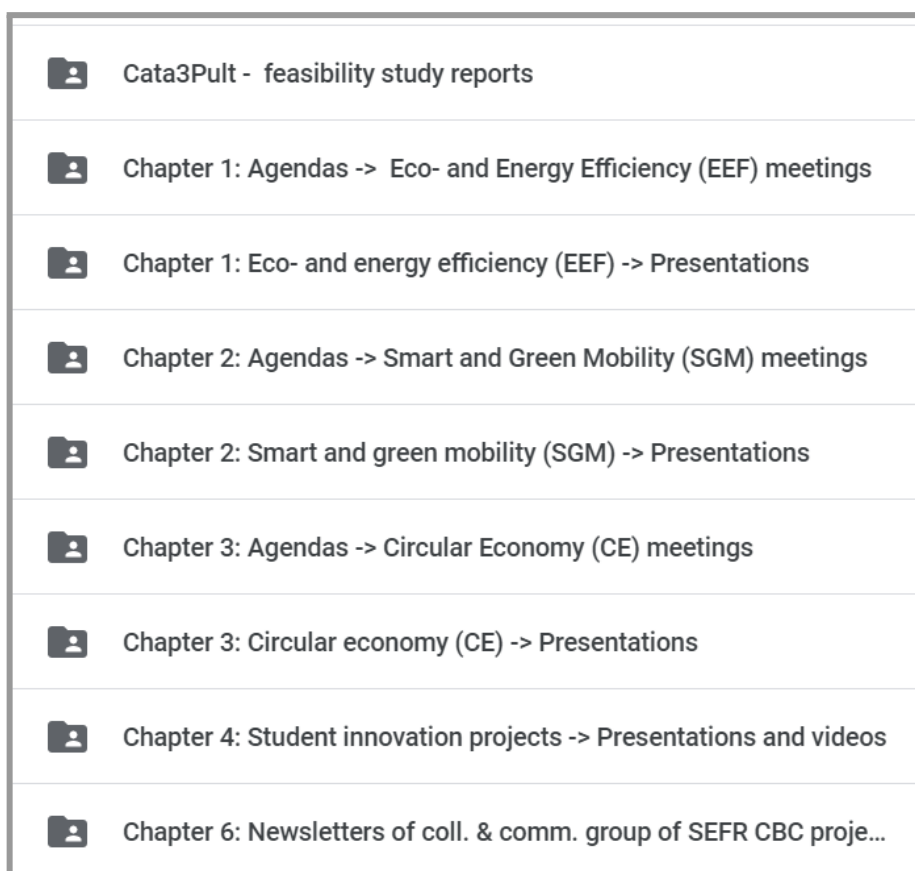 Cata3Pult -  feasibility study reports
Chapter 1: Agendas ->  Eco- and Energy Efficiency (EEF) meetings
Chapter 1: Eco- and energy efficiency (EEF) -> Presentations
Chapter 2: Agendas -> Smart and Green Mobility (SGM) meetings
Chapter 2: Smart and green mobility (SGM) -> Presentations
Chapter 3: Agendas -> Circular Economy (CE) meetings
Chapter 3: Circular economy (CE) -> Presentations
Chapter 4: Student innovation projects -> Presentations and videos
Chapter 6: Newsletters of coll. & comm. group of SEFR CBC proje...